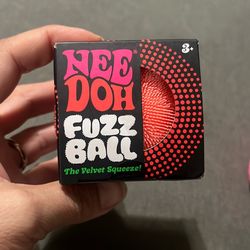 NEE
DOH
FUZZ
BALL
The Velvet Squeeze!
3+